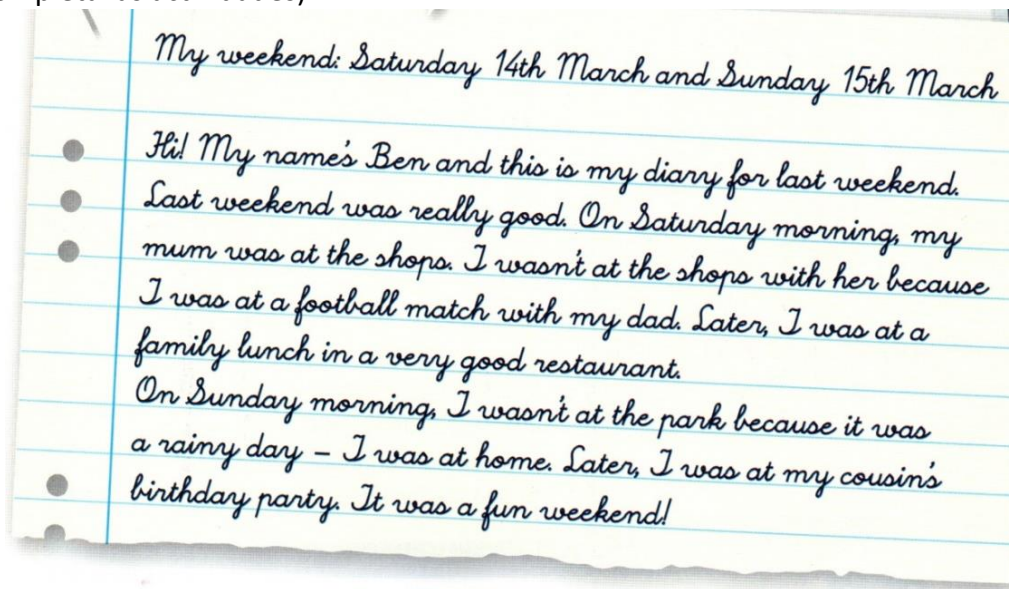 My weekend: Saturday 14th March and Sunday 15th March
Hi! My name's Ben and this is my diary for last weekend.
Last weekend was really good. On Saturday morning, my
mum was at the shops. I wasn't at the shops with her because
I was at a football match with my dad. Later, I was at a
family lunch in a very good restaurant.
On Sunday morning, I wasn't at the park because it was
a rainy day – I was at home. Later, I was at my cousin's
birthday party. It was a fun weekend!